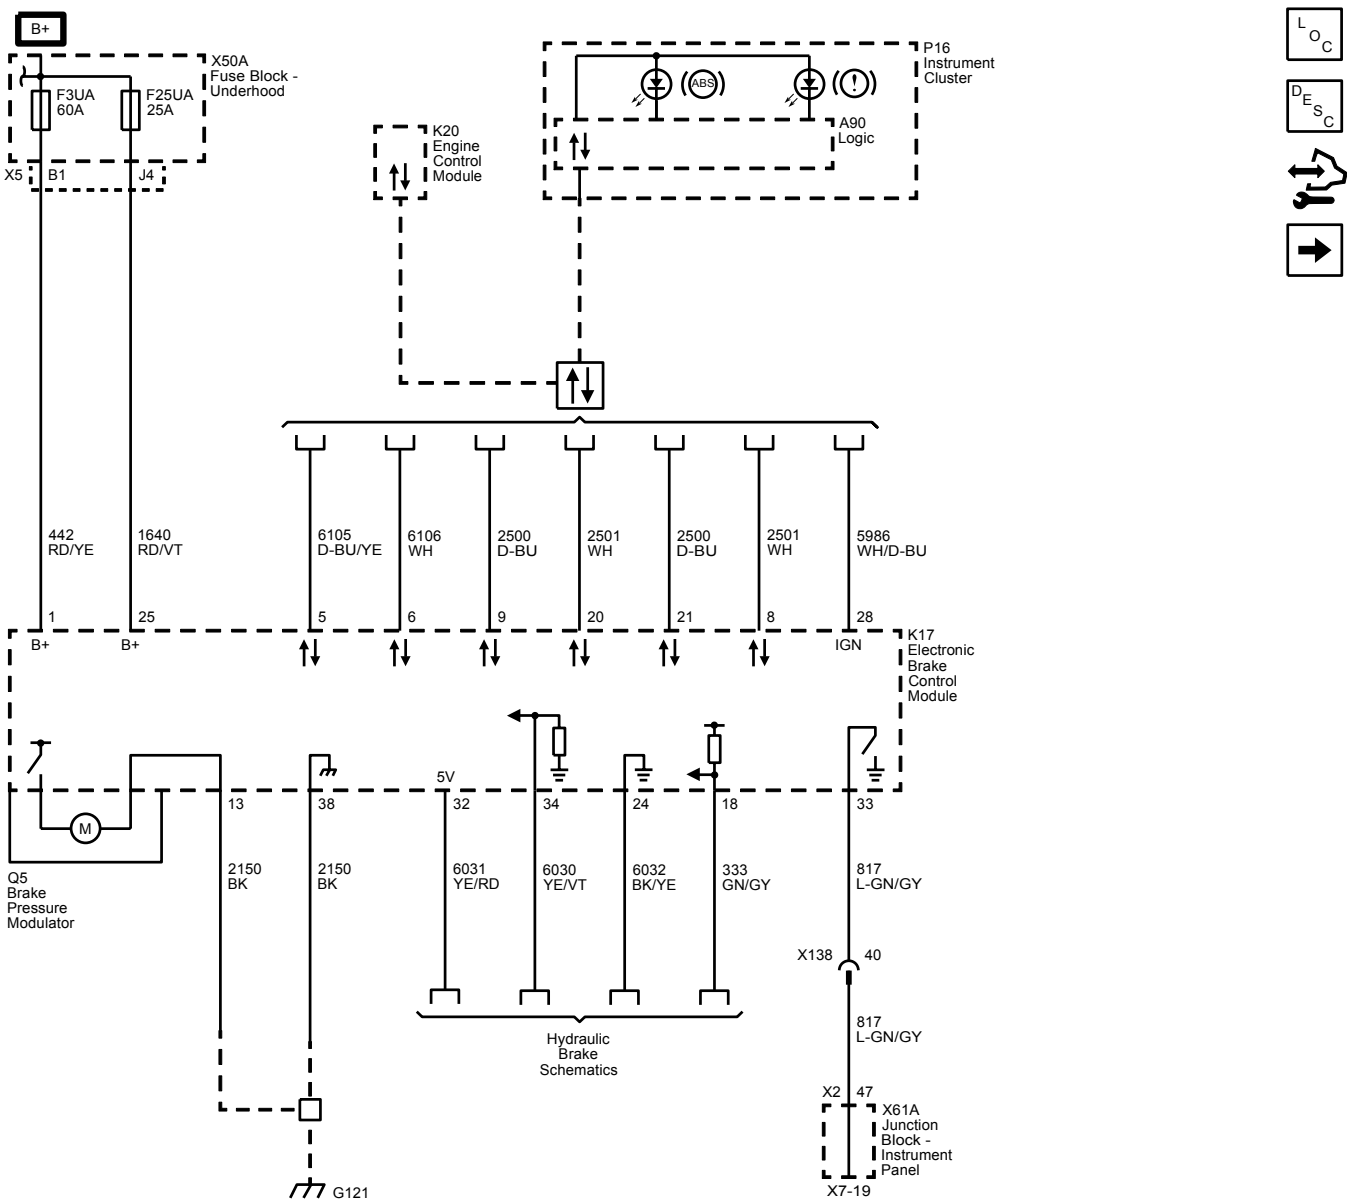 B+
X50A
Fuse Block -
Underhood
F3UA
60A
F25UA
25A
X5
B1
J4
K20
Engine
Control
Module
P16
Instrument
Cluster
ABS
!
A90
Logic
L
O
C
D
E
S
C
442
RD/YE
1640
RD/VT
6105
D-BU/YE
6106
WH
2500
D-BU
2501
WH
2500
D-BU
2501
WH
5986
WH/D-BU
1
25
5
6
9
20
21
8
28
B+
B+
IGN
K17
Electronic
Brake
Control
Module
5V
M
13
38
32
34
24
18
33
Q5
Brake
Pressure
Modulator
2150
BK
2150
BK
6031
YE/RD
6030
YE/VT
6032
BK/YE
333
GN/GY
817
L-GN/GY
X138
40
817
L-GN/GY
Hydraulic
Brake
Schematics
X2
47
X61A
Junction
Block -
Instrument
Panel
X7-19
G121